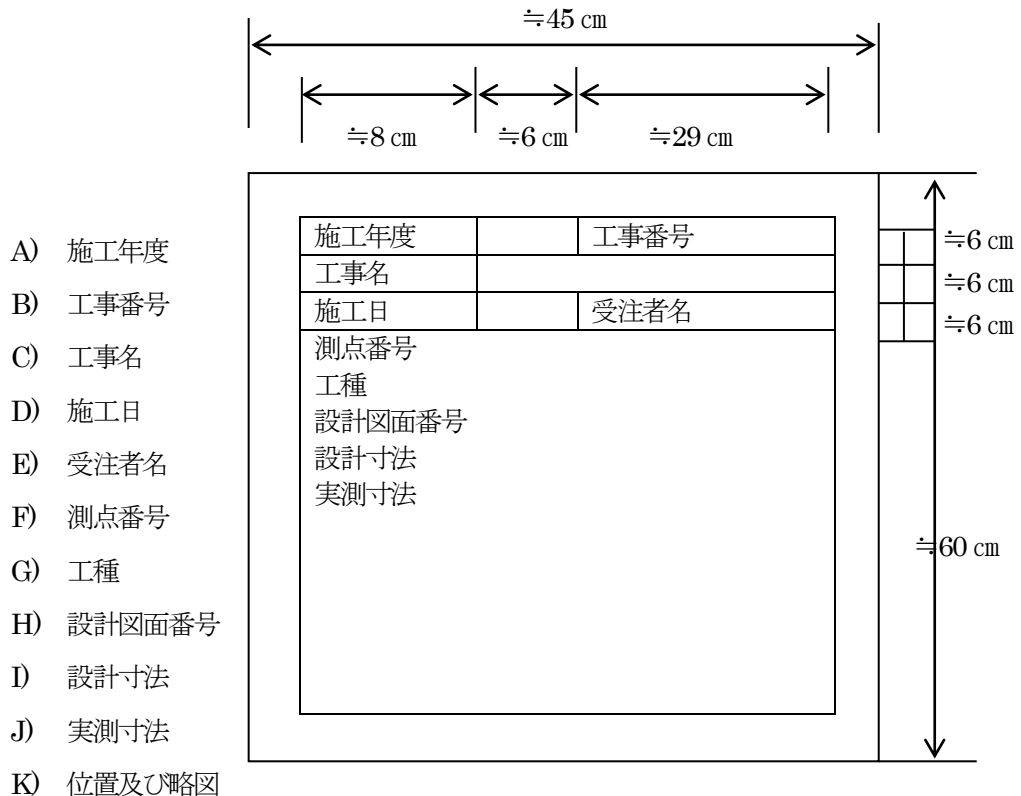 ≒45 ㎝
≒8 ㎝ ≒6 ㎝ ≒29 ㎝
A) 施工年度
B) 工事番号
C) 工事名
D) 施工日
E) 受注者名
F) 測点番号
G) 工種
H) 設計図面番号
I) 設計寸法
J) 実測寸法
K) 位置及び略図
施工年度 工事番号
工事名
施工日 受注者名
測点番号
工種
設計図面番号
設計寸法
実測寸法
≒6 ㎝
≒6 ㎝
≒6 ㎝
≒60 ㎝